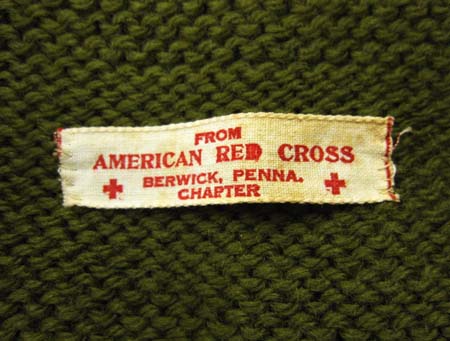 FROM
AMERICAN RED CROSS
BERWICK, PENNA.
CHAPTER